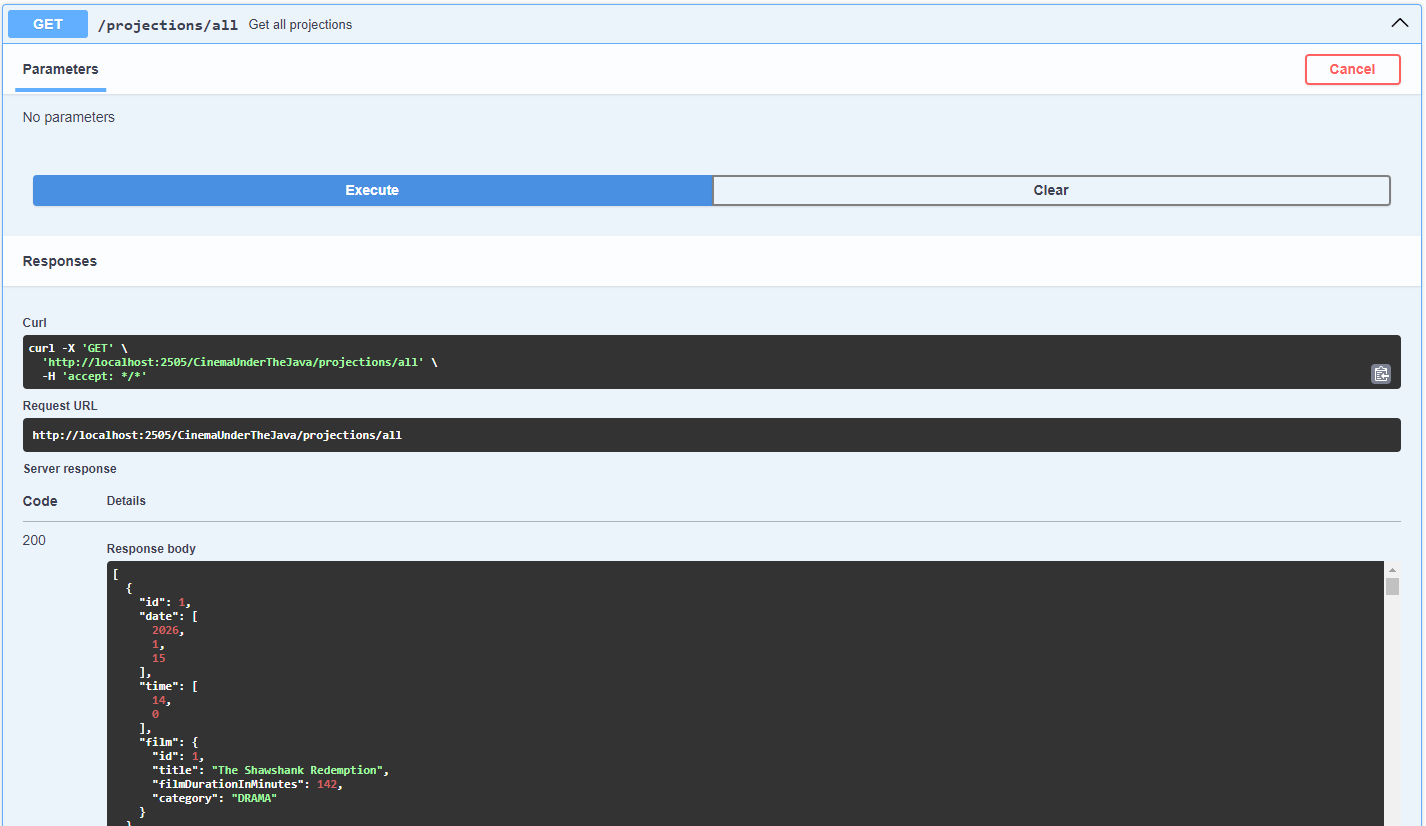 GET /projections/all Get all projections
Parameters Cancel
No parameters
Execute Clear
Responses
Curl
curl -X 'GET' \
  'http://localhost:2505/CinemaUnderTheJava/projections/all' \
  -H 'accept: */*'
Request URL
http://localhost:2505/CinemaUnderTheJava/projections/all
Server response
Code Details
200
Response body
[
  {
    "id": 1,
    "date": [
      2026,
      1,
      15
    ],
    "time": [
      14,
      0
    ],
    "film": {
      "id": 1,
      "title": "The Shawshank Redemption",
      "filmDurationInMinutes": 142,
      "category": "DRAMA"
    }
  }